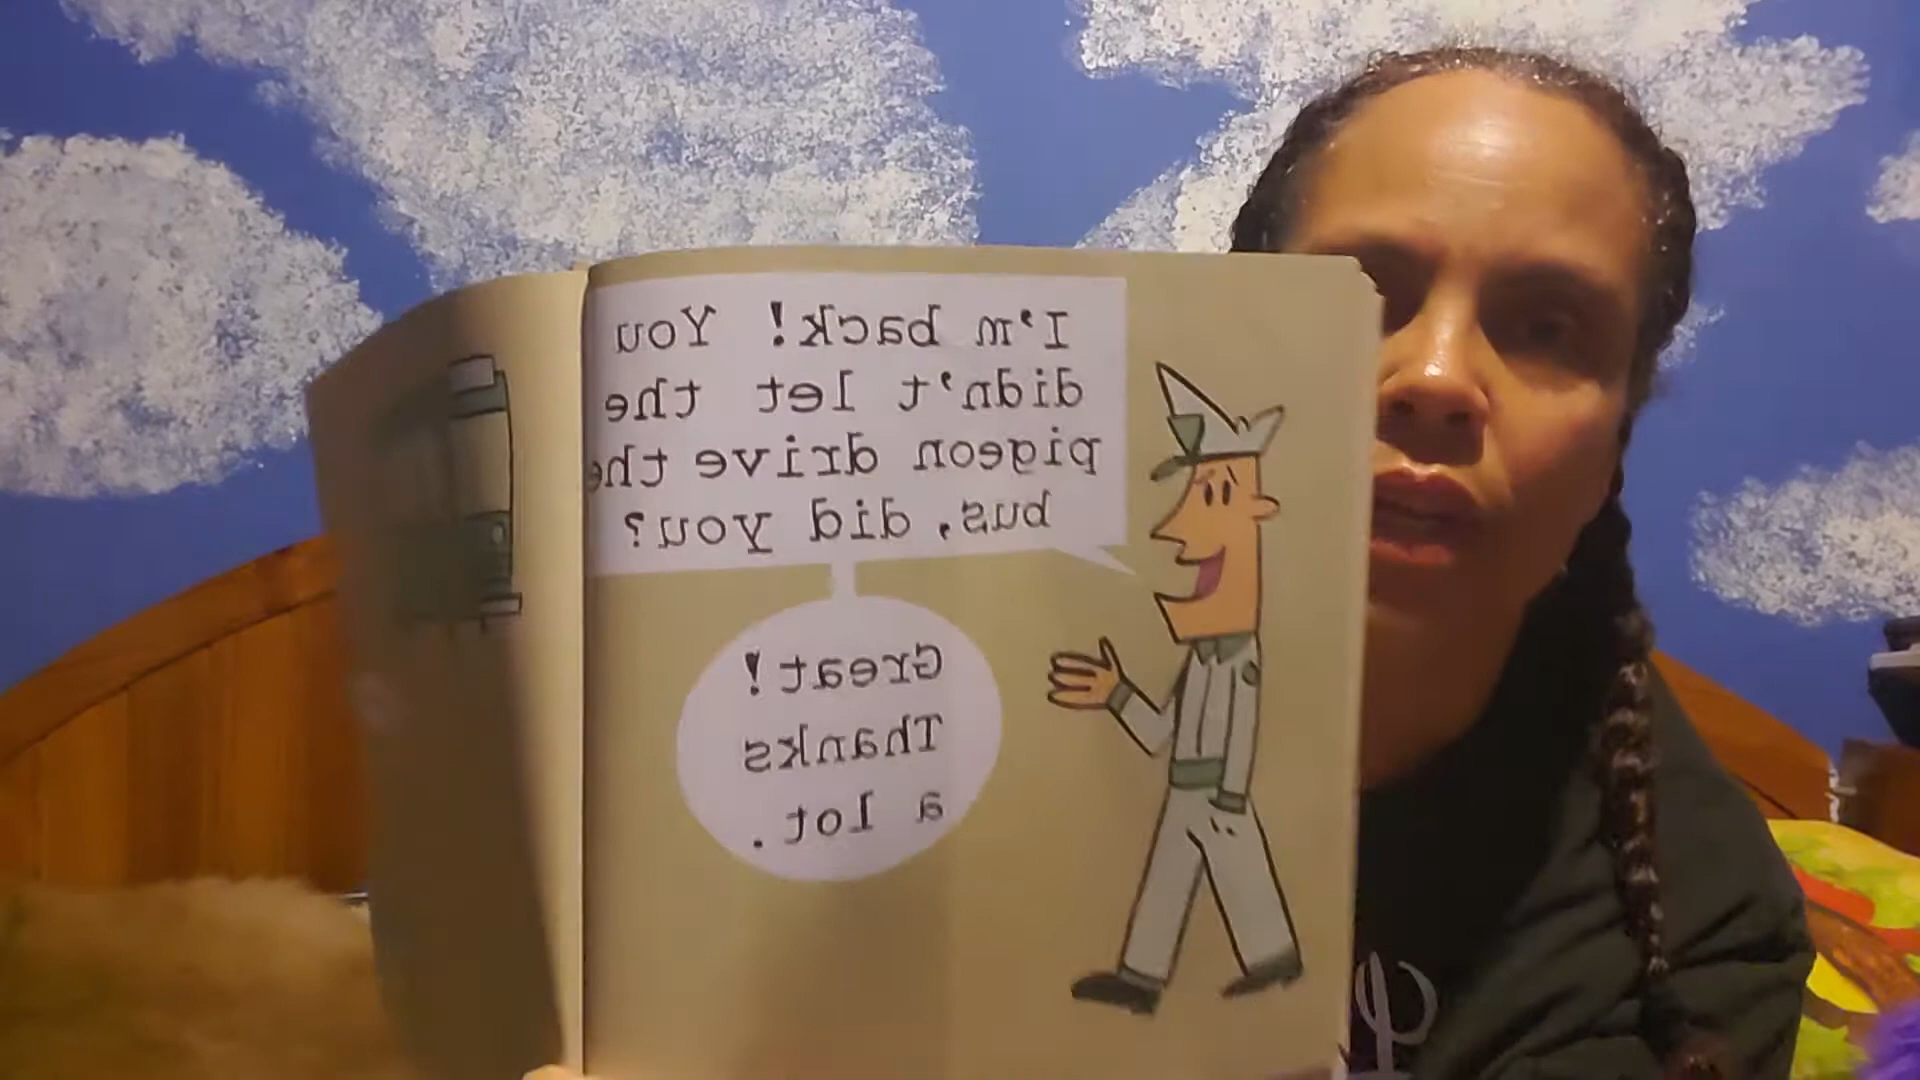 I'm back! You
didn't let the
pigeon drive the
bus, did you?
Great!
Thanks
a lot.